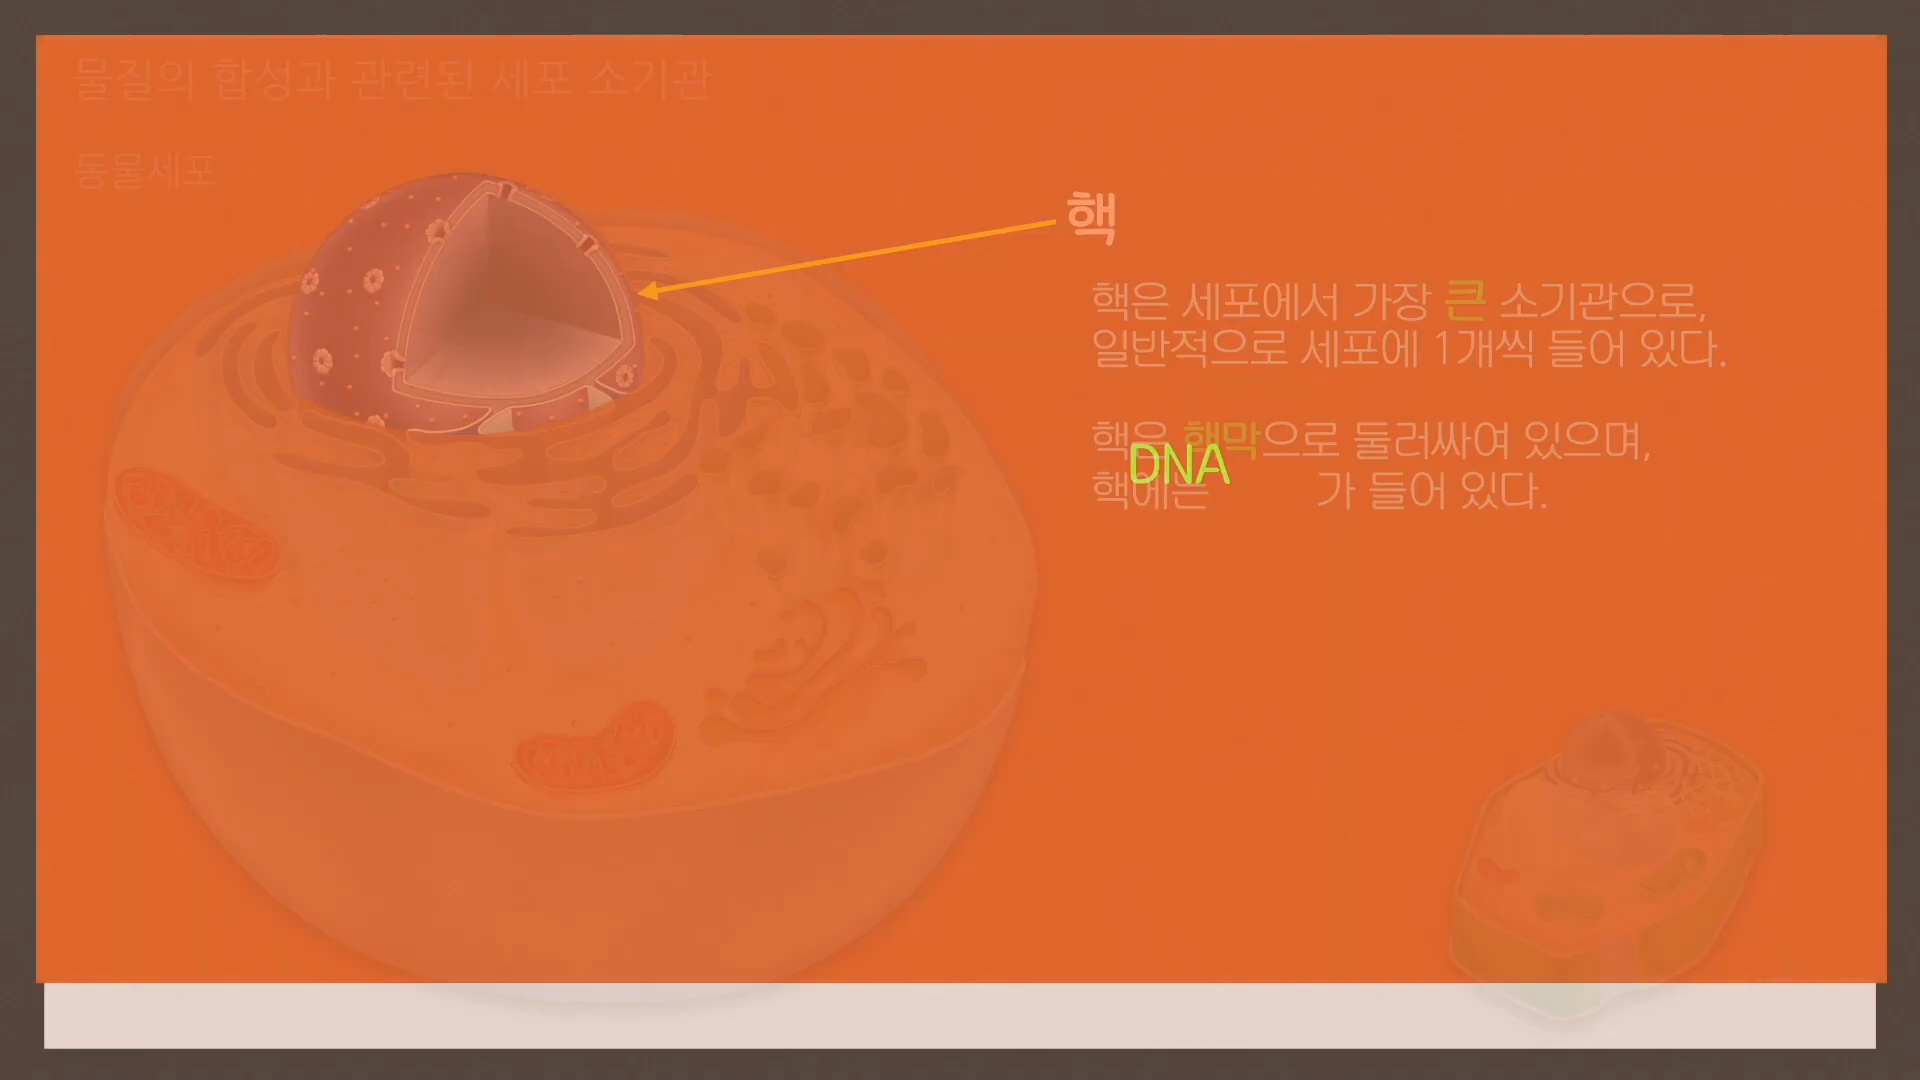 물질의 합성과 관련된 세포 소기관
동물세포
핵
핵은 세포에서 가장 큰 소기관으로,
일반적으로 세포에 1개씩 들어 있다.
핵은 핵막으로 둘러싸여 있으며,
DNA
핵에는 가 들어 있다.